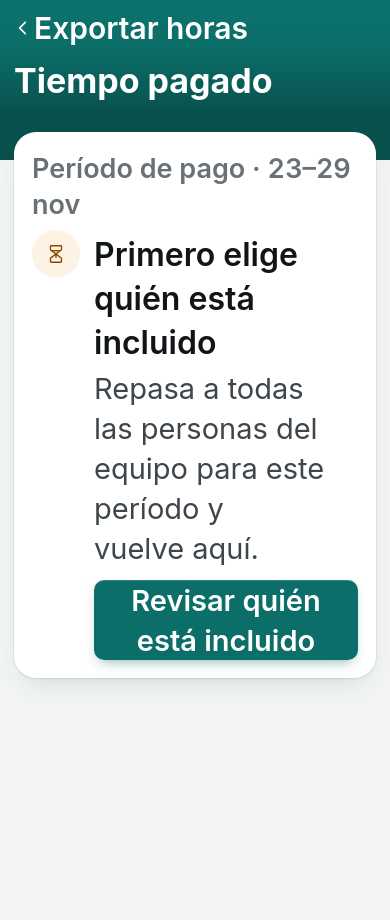 Exportar horas
Tiempo pagado
Período de pago · 23–29
nov
Primero elige
quién está
incluido
Repasa a todas
las personas del
equipo para este
período y
vuelve aquí.
Revisar quién
está incluido